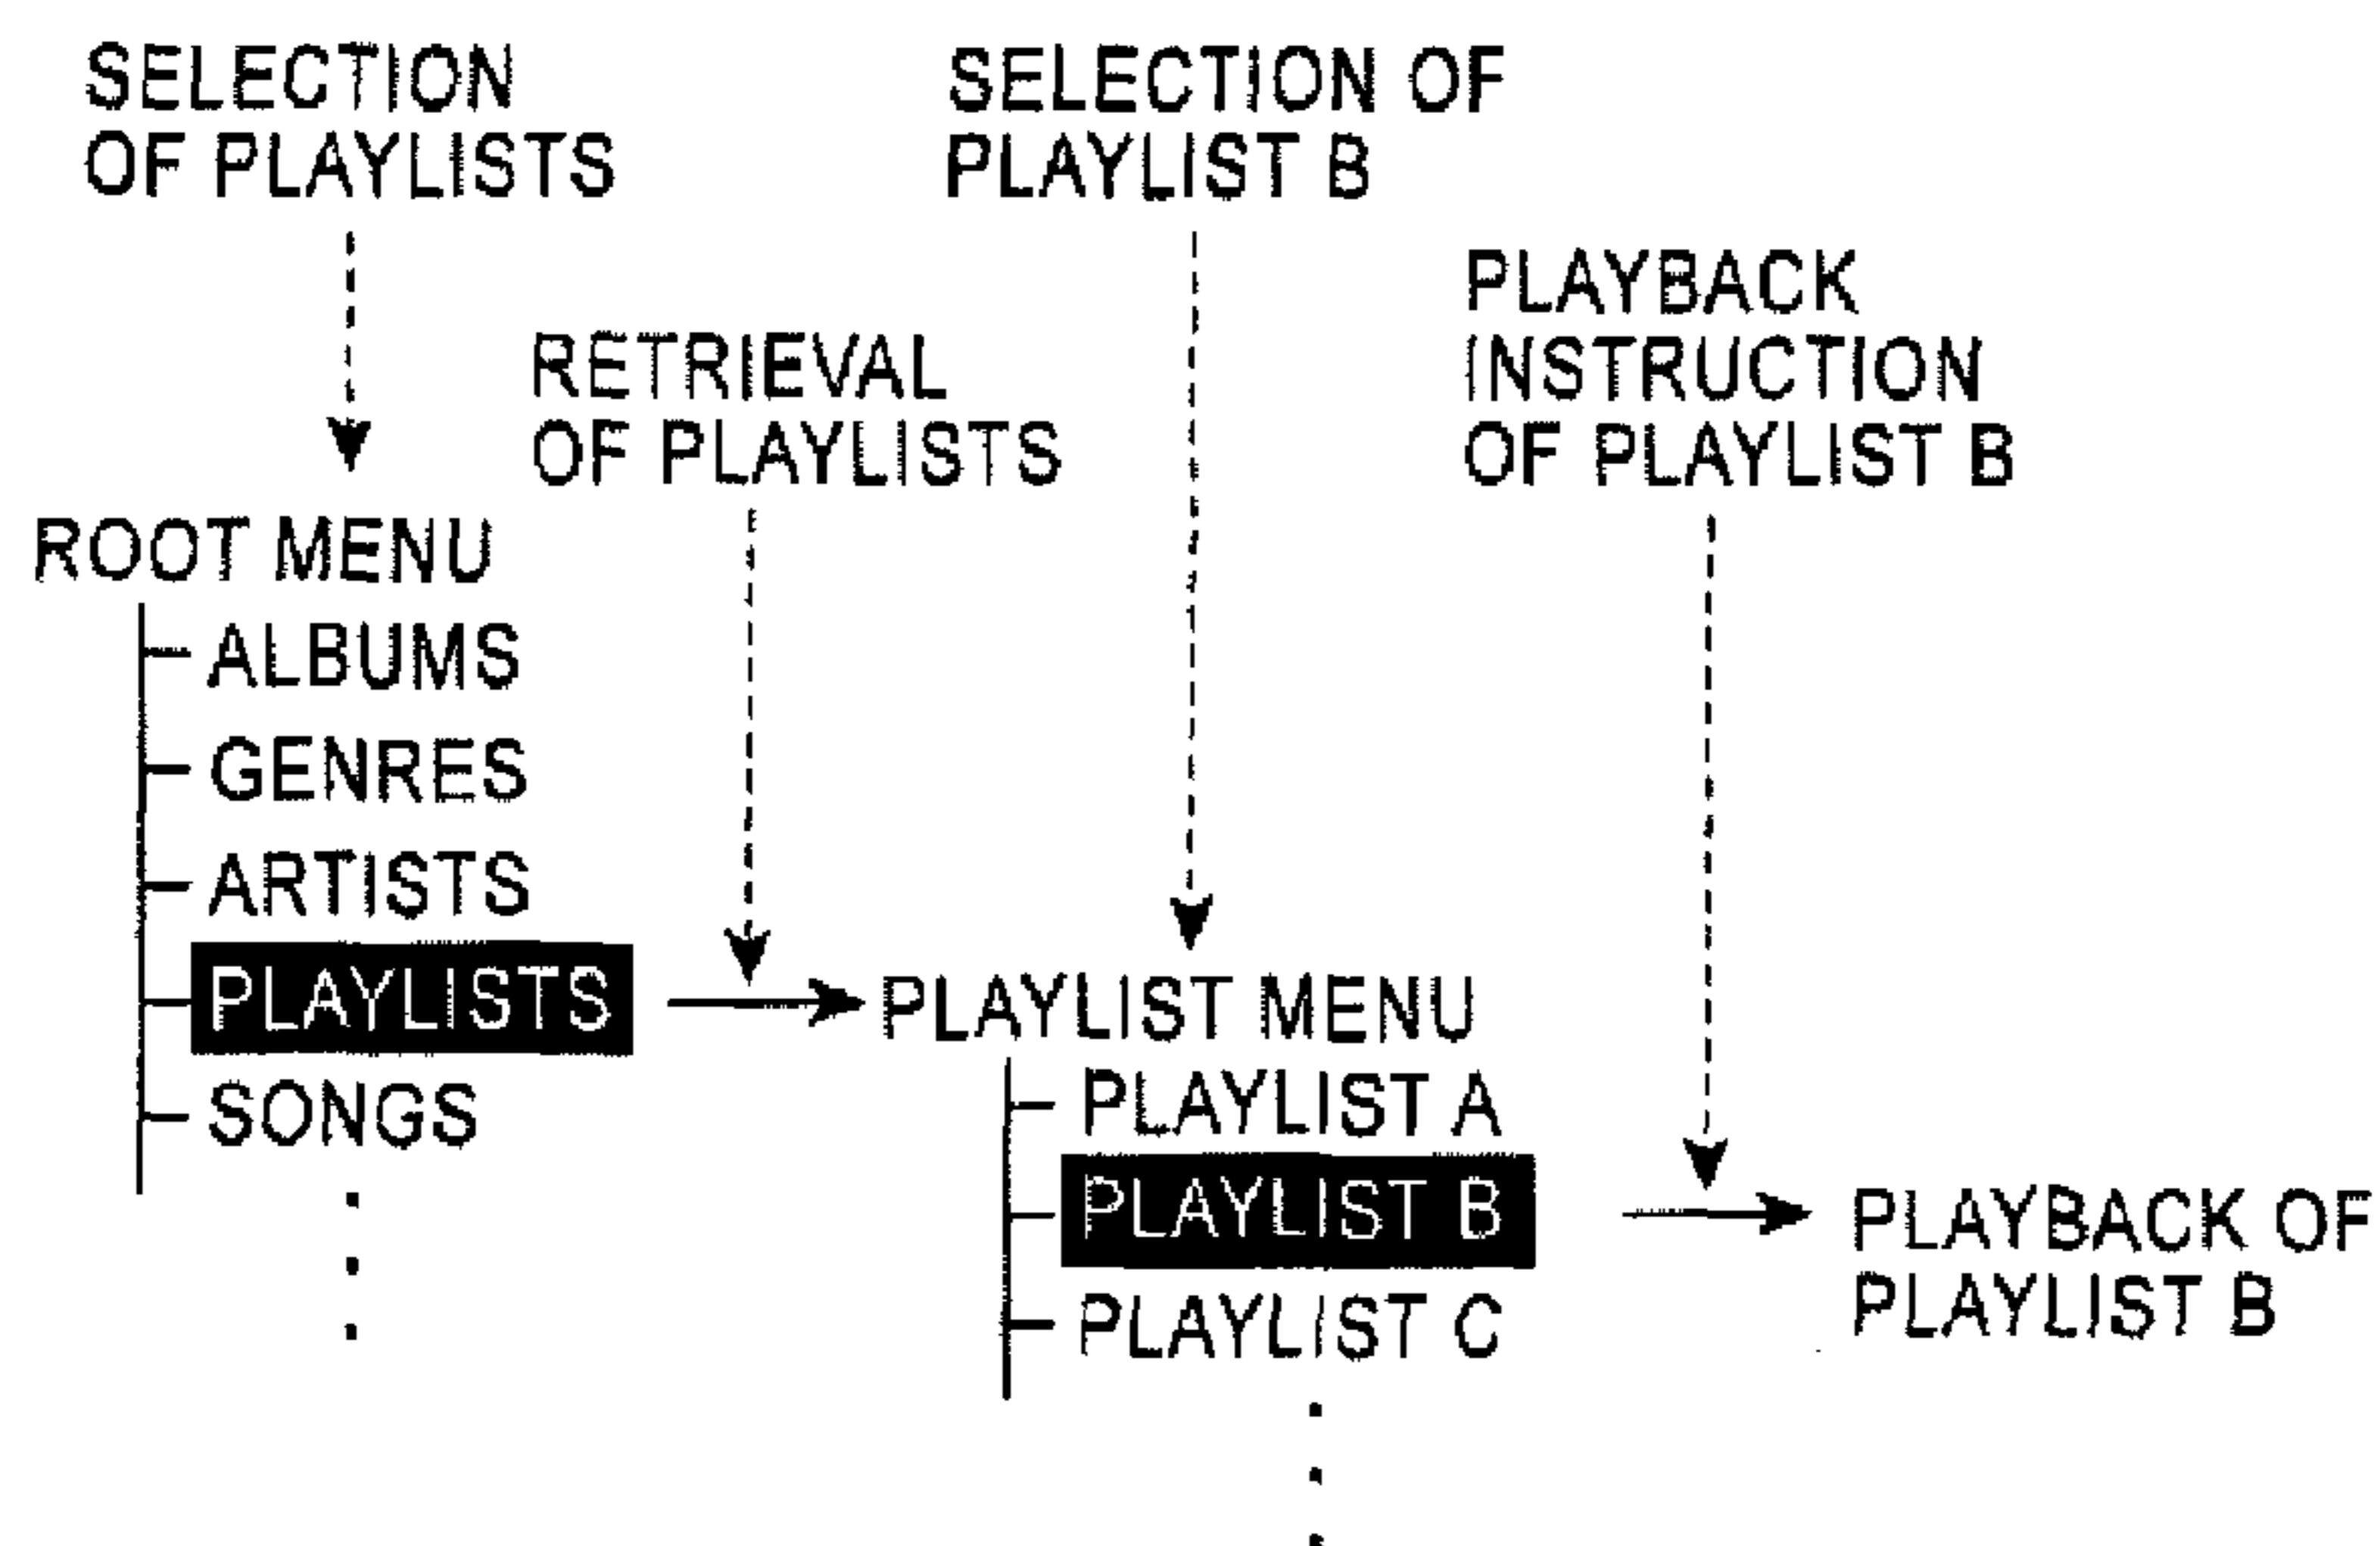 SELECTION
OF PLAYLISTS
SELECTION OF
PLAYLIST B
RETRIEVAL
OF PLAYLISTS
PLAYBACK
INSTRUCTION
OF PLAYLIST B
ROOT MENU
ALBUMS
GENRES
ARTISTS
PLAYLISTS
SONGS
PLAYLIST MENU
PLAYLIST A
PLAYLIST B
PLAYLIST C
PLAYBACK OF
PLAYLIST B